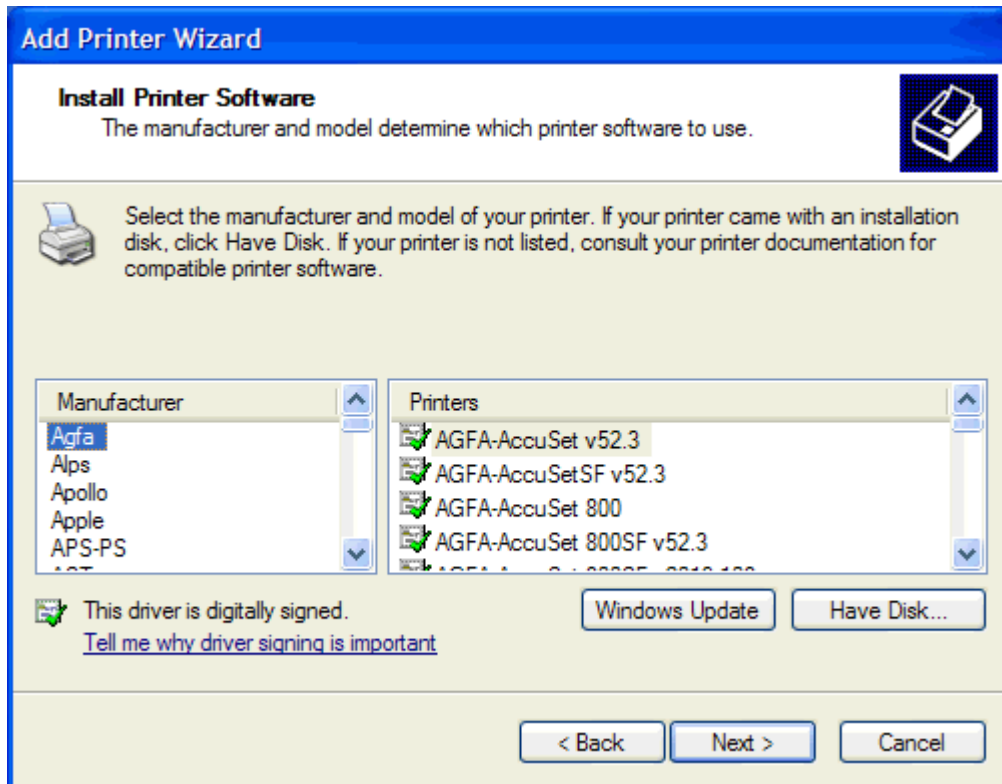 Add Printer Wizard
Install Printer Software
The manufacturer and model determine which printer software to use.
Select the manufacturer and model of your printer. If your printer came with an installation
disk, click Have Disk. If your printer is not listed, consult your printer documentation for
compatible printer software.
Manufacturer
Agfa
Alps
Apollo
Apple
APS-PS
Printers
AGFA-AccuSet v52.3
AGFA-AccuSetSF v52.3
AGFA-AccuSet 800
AGFA-AccuSet 800SF v52.3
This driver is digitally signed.
Tell me why driver signing is important
Windows Update
Have Disk...
< Back
Next >
Cancel